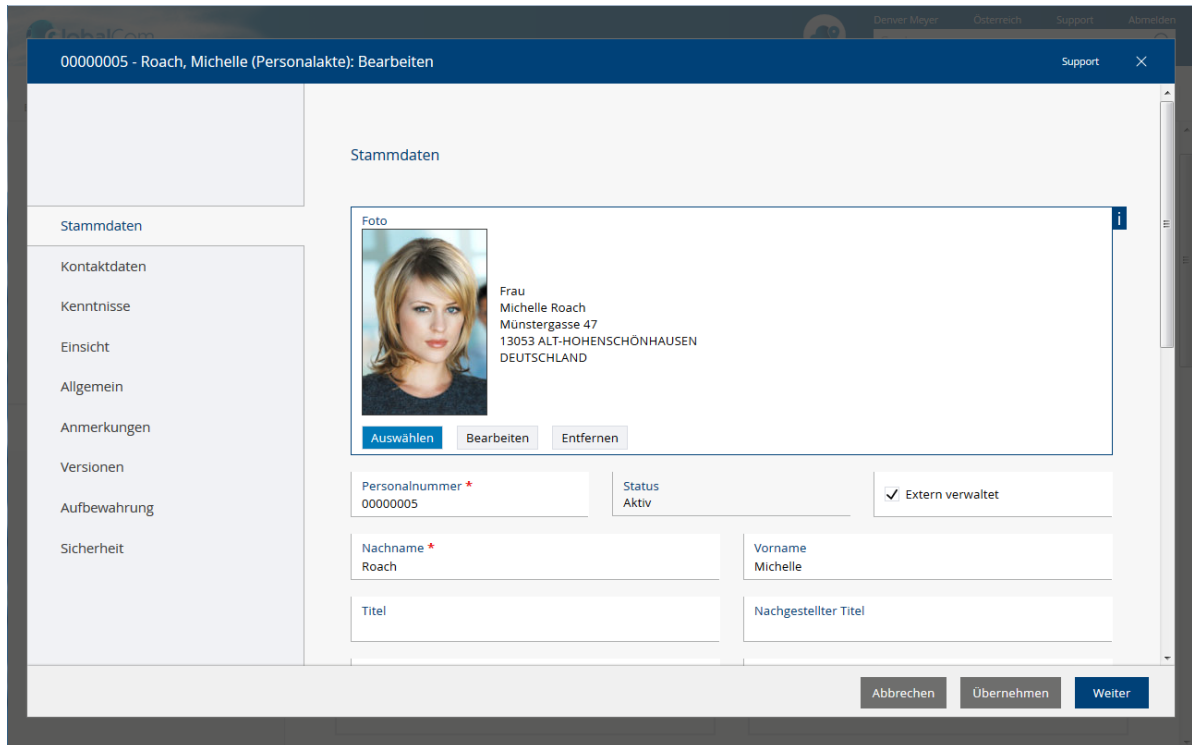 GlobalCom
Denver Meyer Österreich Support Abmelden
00000005 - Roach, Michelle (Personalakte): Bearbeiten
Support
Stammdaten
Kontaktdaten
Kenntnisse
Einsicht
Allgemein
Anmerkungen
Versionen
Aufbewahrung
Sicherheit
Stammdaten
Foto
i
Frau
Michelle Roach
Münstergasse 47
13053 ALT-HOHENSCHÖNHAUSEN
DEUTSCHLAND
Auswählen Bearbeiten Entfernen
Personalnummer *
00000005
Status
Aktiv
Extern verwaltet
Nachname *
Roach
Vorname
Michelle
Titel
Nachgestellter Titel
Abbrechen Übernehmen Weiter